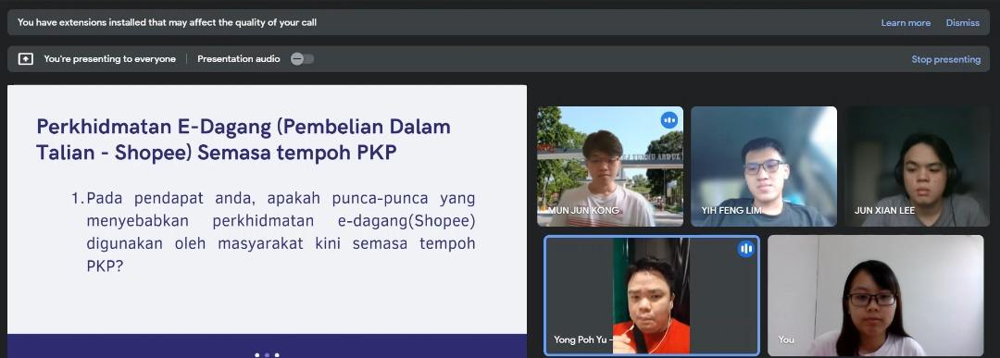 You have extensions installed that may affect the quality of your call
Learn more
Dismiss
You're presenting to everyone
Presentation audio
Stop presenting
Perkhidmatan E-Dagang (Pembelian Dalam
Talian - Shopee) Semasa tempoh PKP
1. Pada pendapat anda, apakah punca-punca yang
menyebabkan perkhidmatan e-dagang(Shopee)
digunakan oleh masyarakat kini semasa tempoh
PKP?
MUN JUN KONG
YIH FENG LIM
JUN XIAN LEE
Yong Poh Yu -
You